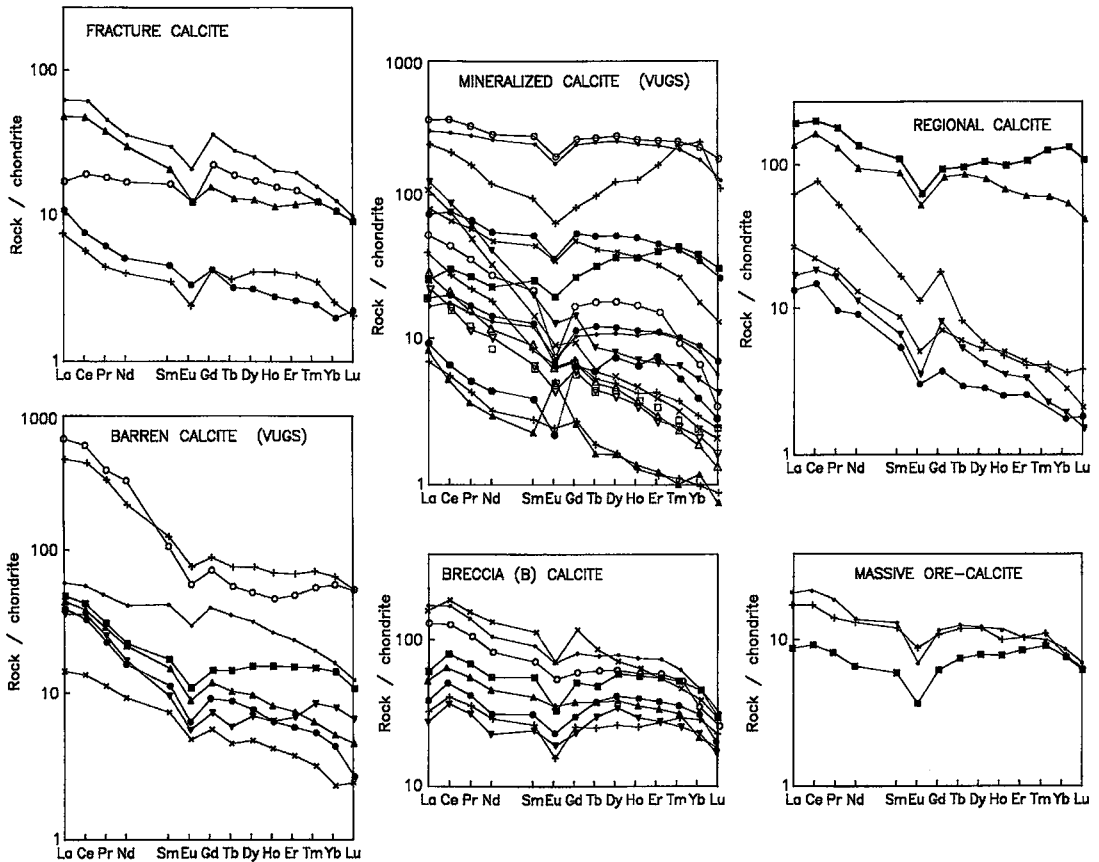 FRACTURE CALCITE
100
10
1
Rock / chondrite
La Ce Pr Nd Sm Eu Gd Tb Dy Ho Er Tm Yb Lu
MINERALIZED CALCITE (VUGS)
1000
100
10
1
Rock / chondrite
La Ce Pr Nd Sm Eu Gd Tb Dy Ho Er Tm Yb Lu
REGIONAL CALCITE
100
10
1
Rock / chondrite
La Ce Pr Nd Sm Eu Gd Tb Dy Ho Er Tm Yb Lu
BARREN CALCITE (VUGS)
1000
100
10
1
Rock / chondrite
La Ce Pr Nd Sm Eu Gd Tb Dy Ho Er Tm Yb Lu
BRECCIA (B) CALCITE
100
10
Rock / chondrite
La Ce Pr Nd Sm Eu Gd Tb Dy Ho Er Tm Yb Lu
MASSIVE ORE-CALCITE
10
1
Rock / chondrite
La Ce Pr Nd Sm Eu Gd Tb Dy Ho Er Tm Yb Lu